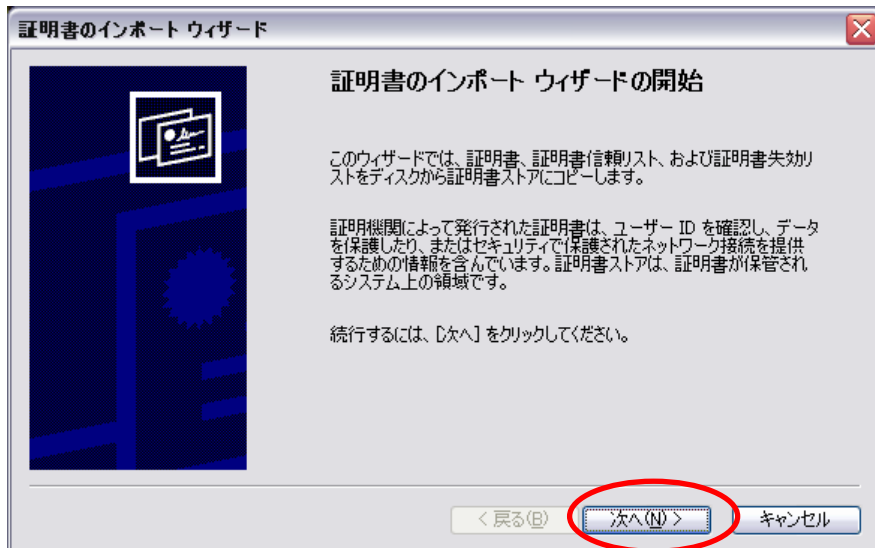 証明書のインポート ウィザード
証明書のインポート ウィザードの開始
このウィザードでは、証明書、証明書信頼リスト、および証明書失効リ
ストをディスクから証明書ストアにコピーします。
証明機関によって発行された証明書は、ユーザー ID を確認し、データ
を保護したり、またはセキュリティで保護されたネットワーク接続を提供
するための情報を含んでいます。証明書ストアは、証明書が保管され
るシステム上の領域です。
続行するには、[次へ] をクリックしてください。
< 戻る(B) 次へ(N) > キャンセル